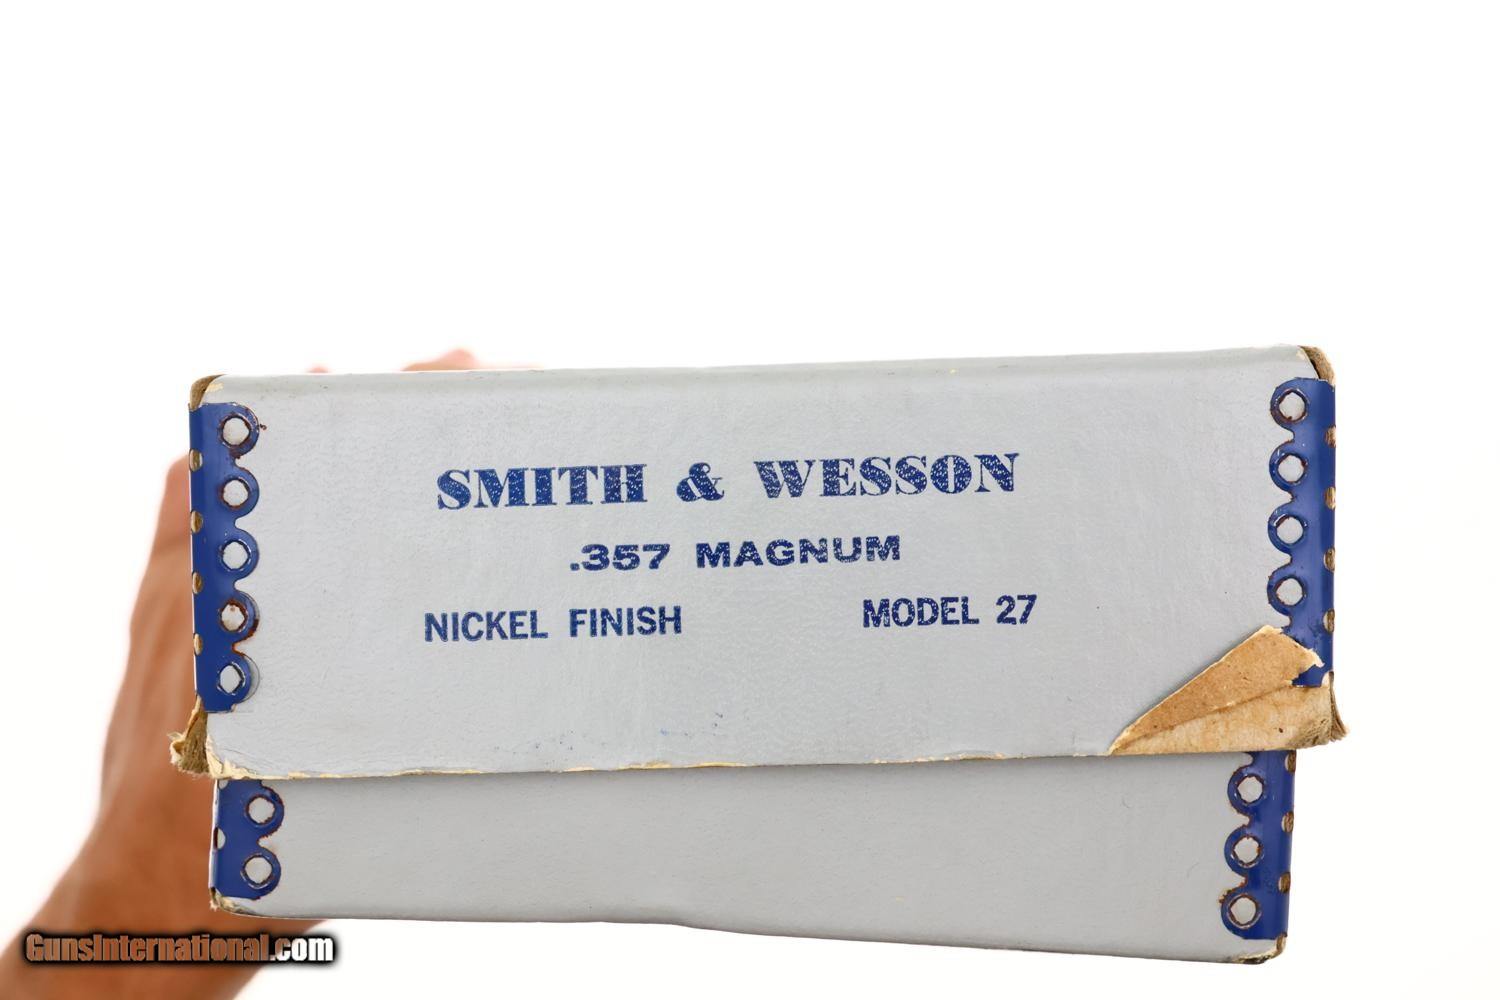 SMITH & WESSON
.357 MAGNUM
NICKEL FINISH MODEL 27
GunsInternational.com